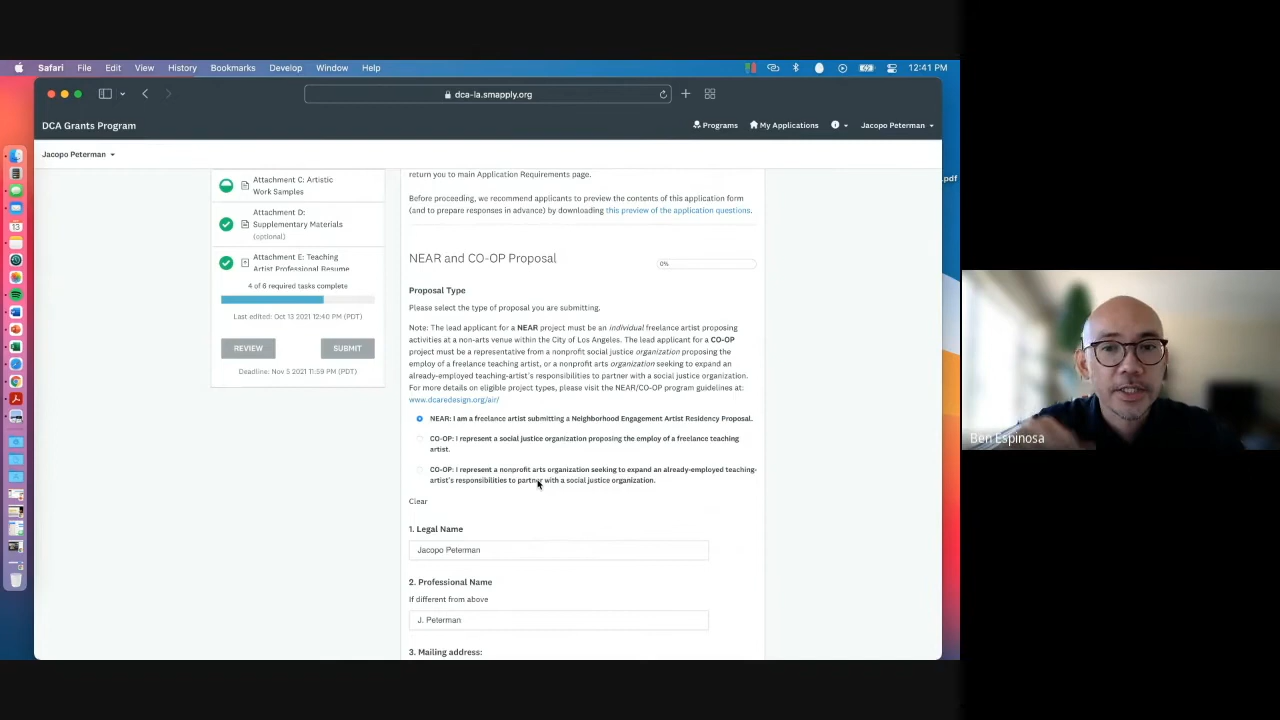 Safari File Edit View History Bookmarks Develop Window Help 12:41 PM
dca-la.smapply.org
DCA Grants Program Programs My Applications Jacopo Peterman
Jacopo Peterman
.pdf
Attachment C: Artistic
Work Samples
Attachment D:
Supplementary Materials
(optional)
Attachment E: Teaching
Artist Professional Resume
4 of 6 required tasks complete
Last edited: Oct 13 2021 12:40 PM (PDT)
REVIEW SUBMIT
Deadline: Nov 5 2021 11:59 PM (PDT)
return you to main Application Requirements page.
Before proceeding, we recommend applicants to preview the contents of this application form
(and to prepare responses in advance) by downloading this preview of the application questions.
NEAR and CO-OP Proposal
0%
Proposal Type
Please select the type of proposal you are submitting.
Note: The lead applicant for a NEAR project must be an individual freelance artist proposing
activities at a non-arts venue within the City of Los Angeles. The lead applicant for a CO-OP
project must be a representative from a nonprofit social justice organization proposing the
employ of a freelance teaching artist, or a nonprofit arts organization seeking to expand an
already-employed teaching-artist's responsibilities to partner with a social justice organization.
For more details on eligible project types, please visit the NEAR/CO-OP program guidelines at:
www.dcaredesign.org/air/
NEAR: I am a freelance artist submitting a Neighborhood Engagement Artist Residency Proposal.
CO-OP: I represent a social justice organization proposing the employ of a freelance teaching
artist.
CO-OP: I represent a nonprofit arts organization seeking to expand an already-employed teaching-
artist's responsibilities to partner with a social justice organization.
Clear
1. Legal Name
Jacopo Peterman
2. Professional Name
If different from above
J. Peterman
3. Mailing address:
Ben Espinosa